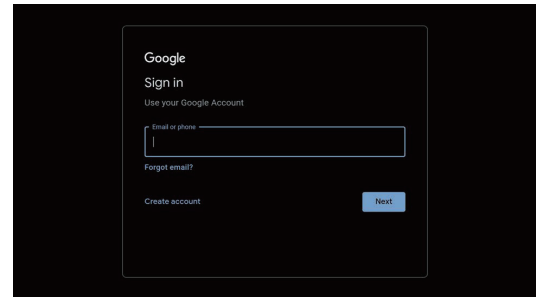 Google
Sign in
Use your Google Account
Email or phone
Forgot email?
Create account
Next